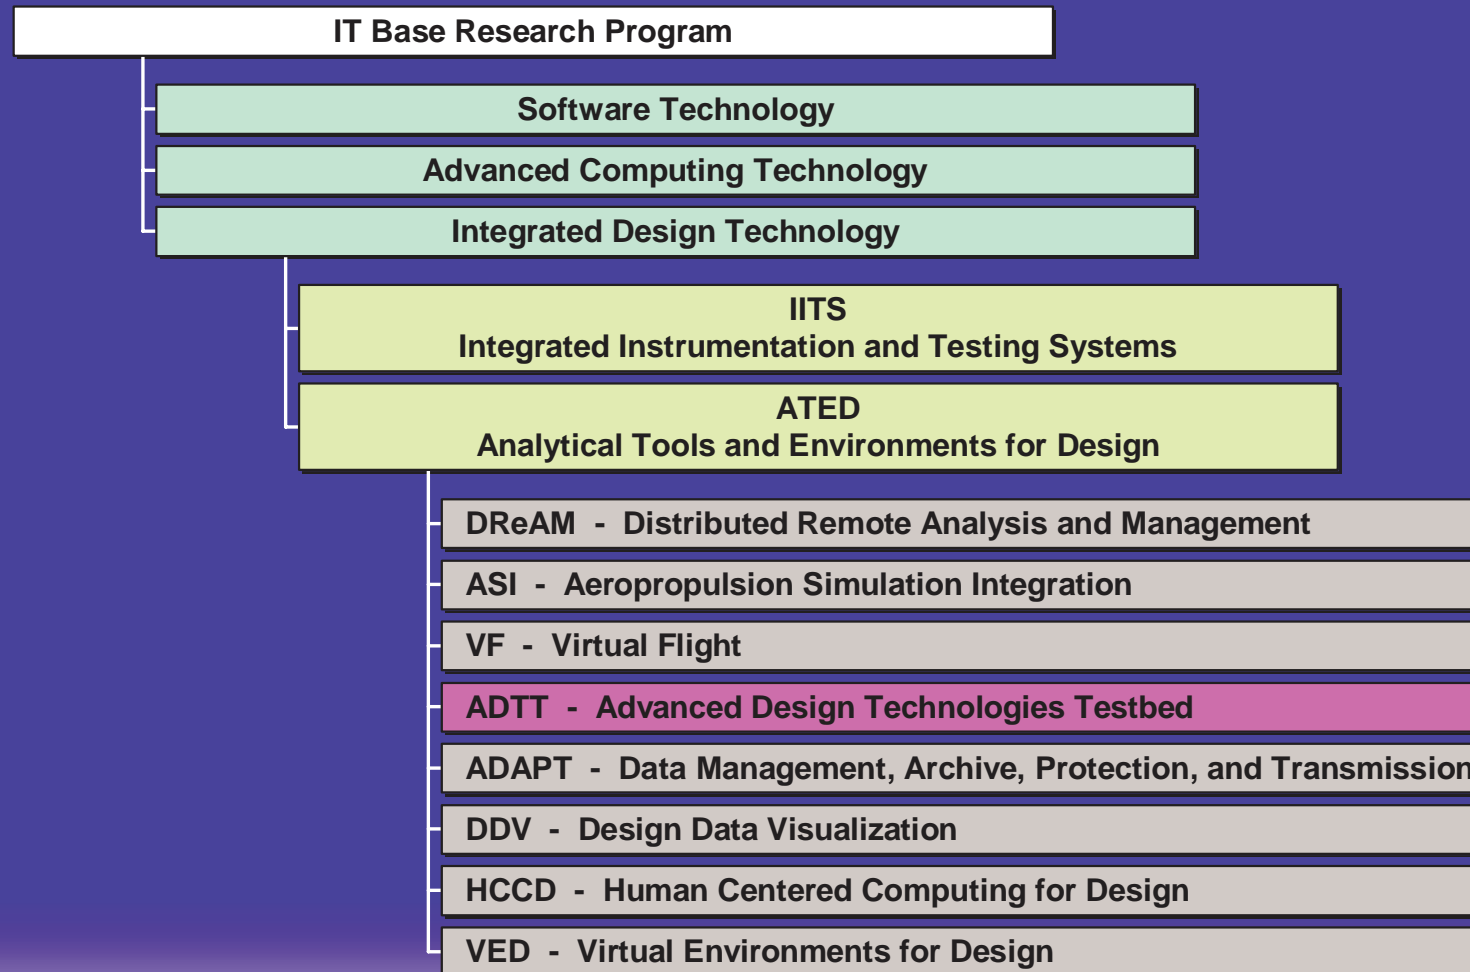 IT Base Research Program
Software Technology
Advanced Computing Technology
Integrated Design Technology
IITS
Integrated Instrumentation and Testing Systems
ATED
Analytical Tools and Environments for Design
DReAM - Distributed Remote Analysis and Management
ASI - Aeropropulsion Simulation Integration
VF - Virtual Flight
ADTT - Advanced Design Technologies Testbed
ADAPT - Data Management, Archive, Protection, and Transmission
DDV - Design Data Visualization
HCCD - Human Centered Computing for Design
VED - Virtual Environments for Design